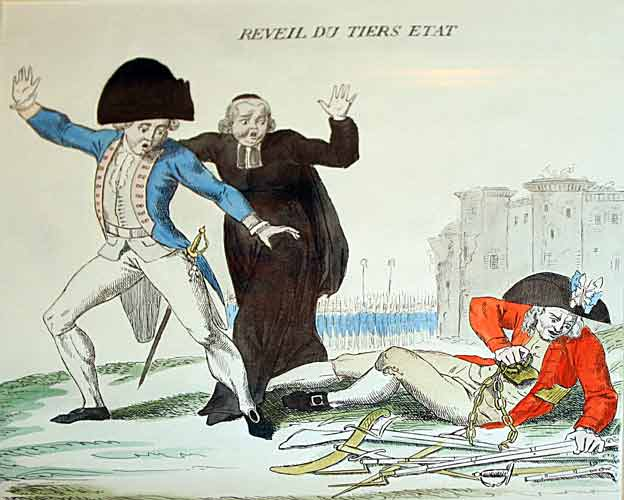 REVEIL DU TIERS ETAT